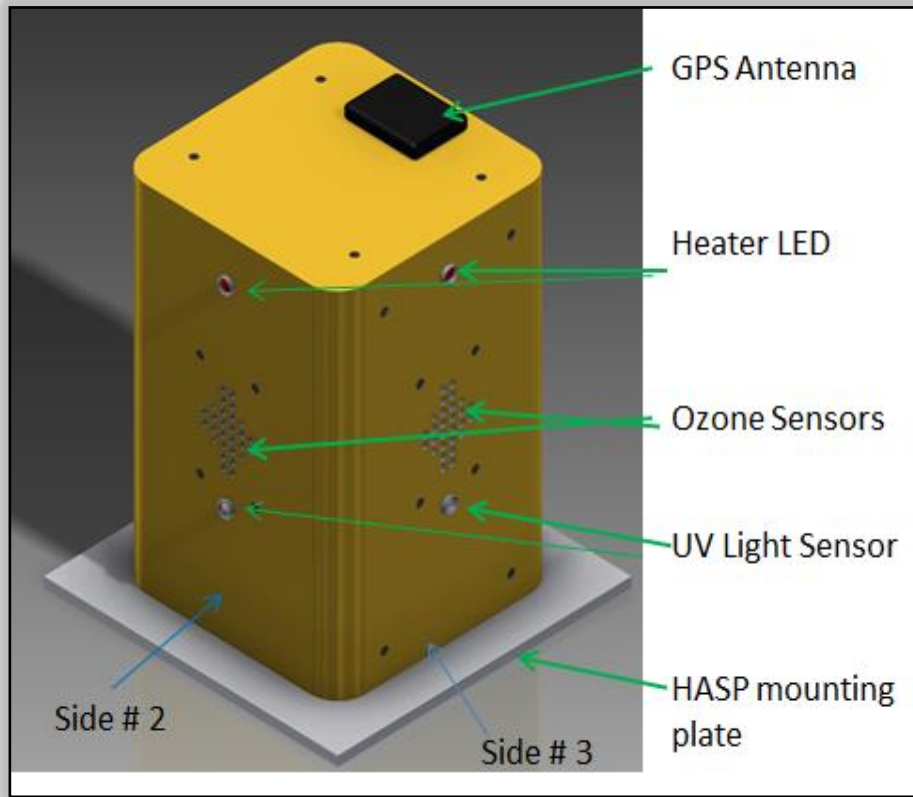 GPS Antenna
Heater LED
Ozone Sensors
UV Light Sensor
HASP mounting
plate
Side # 2
Side # 3